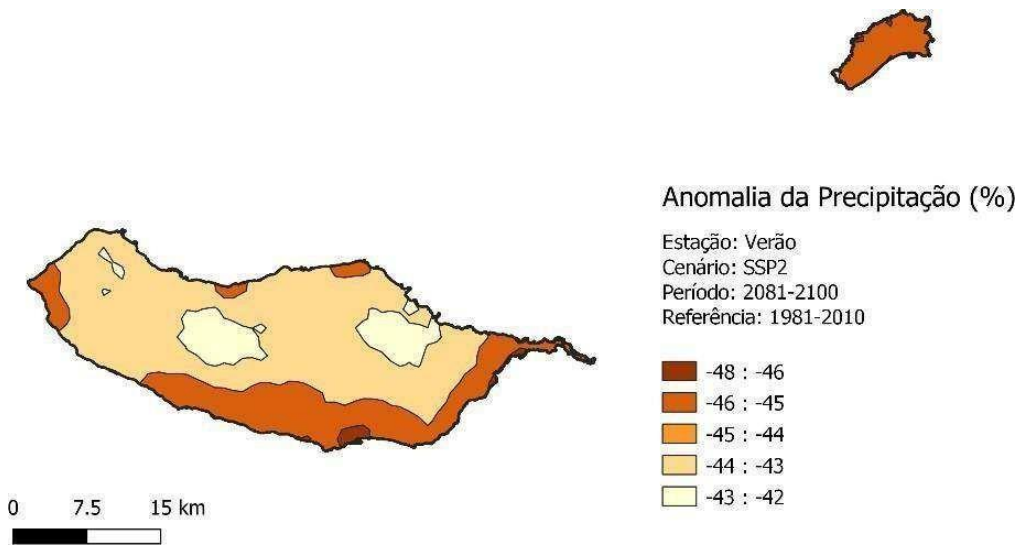 Anomalia da Precipitação (%)
Estação: Verão
Cenário: SSP2
Período: 2081-2100
Referência: 1981-2010
-48 : -46
-46 : -45
-45 : -44
-44 : -43
-43 : -42
0 7.5 15 km